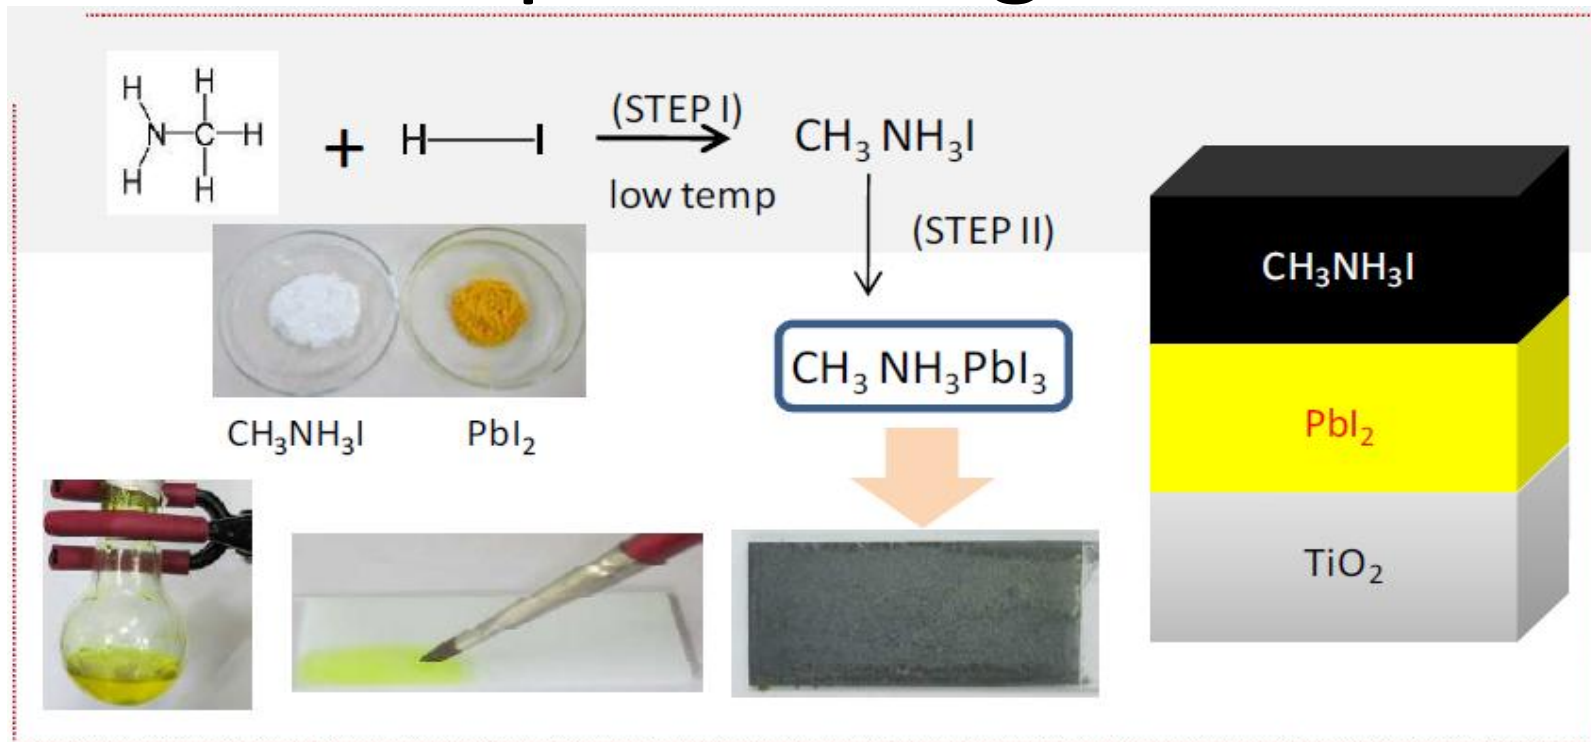 H H
N C H
H H
+ H I
(STEP I)
low temp
CH₃ NH₃I
(STEP II)
CH₃ NH₃PbI₃
CH₃NH₃I PbI₂
CH₃NH₃I
PbI₂
TiO₂